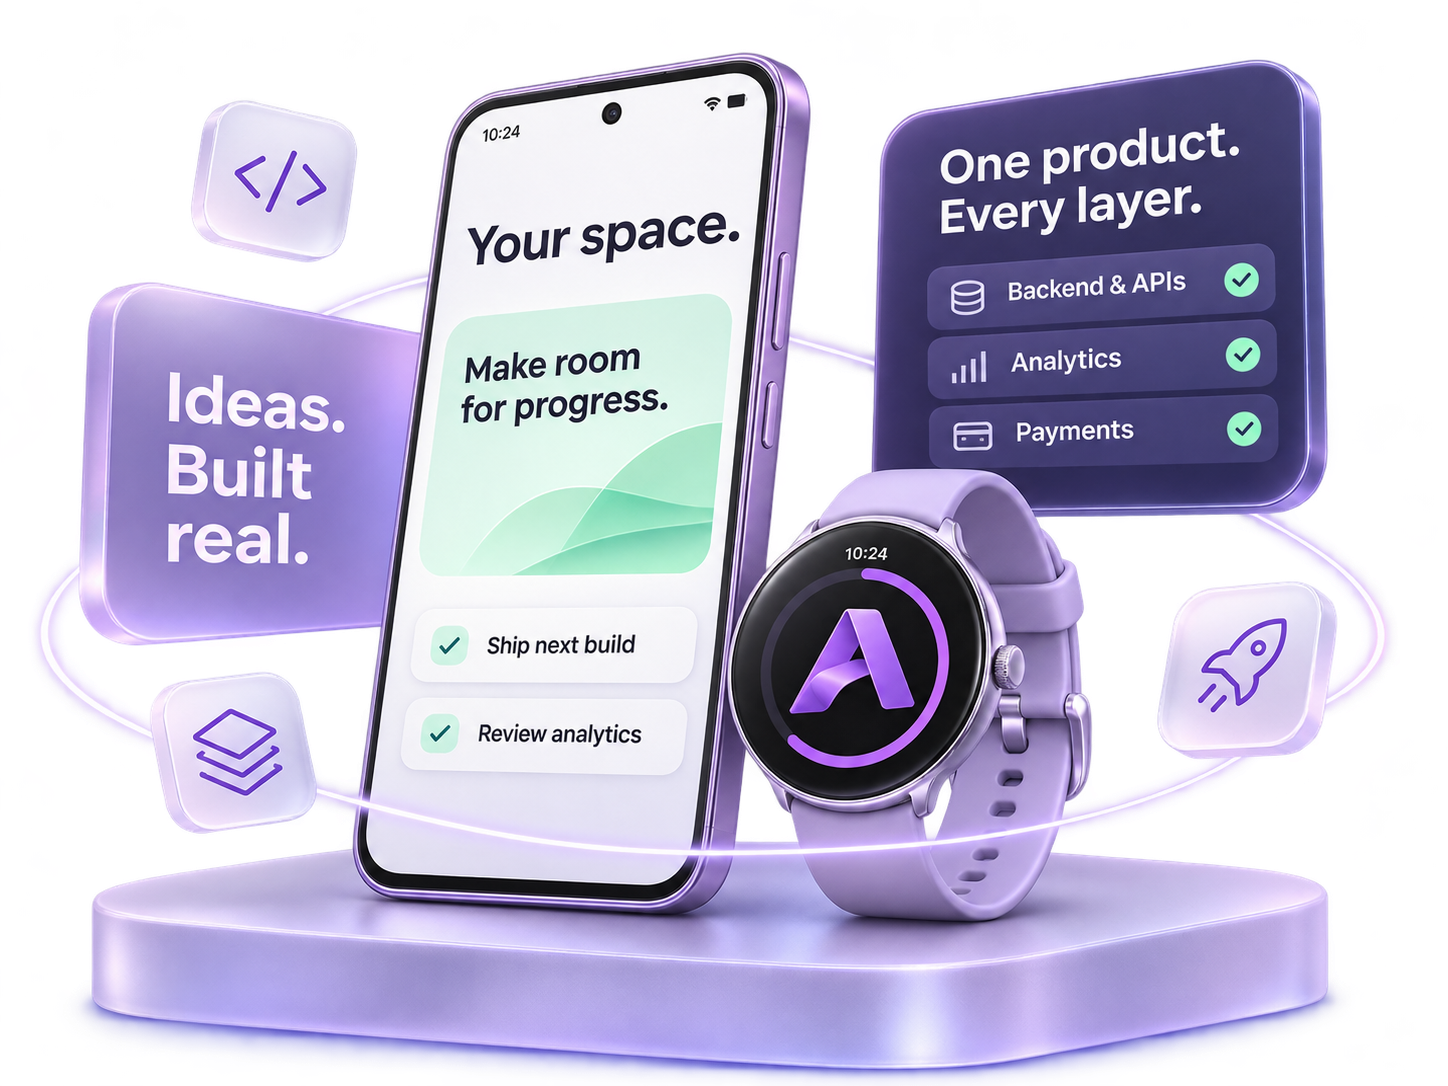 10:24
Your space.
Make room
for progress.
Ship next build
Review analytics
Ideas.
Built
real.
One product.
Every layer.
Backend & APIs
Analytics
Payments
10:24
A